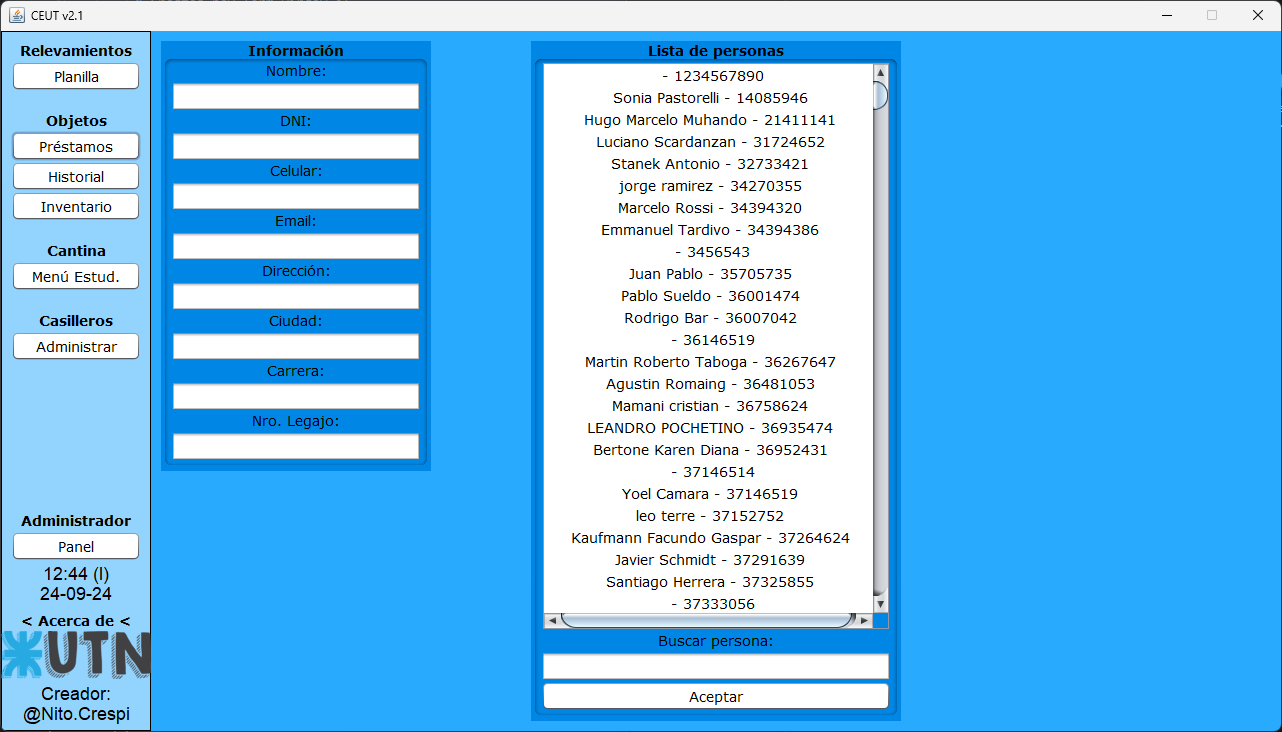 CEUT v2.1
Relevamientos
Planilla
Objetos
Préstamos
Historial
Inventario
Cantina
Menú Estud.
Casilleros
Administrar
Administrador
Panel
12:44 (I)
24-09-24
< Acerca de <
UTN
Creador:
@Nito.Crespi
Información
Nombre:
DNI:
Celular:
Email:
Dirección:
Ciudad:
Carrera:
Nro. Legajo:
Lista de personas
- 1234567890
Sonia Pastorelli - 14085946
Hugo Marcelo Muhando - 21411141
Luciano Scardanzan - 31724652
Stanek Antonio - 32733421
jorge ramirez - 34270355
Marcelo Rossi - 34394320
Emmanuel Tardivo - 34394386
- 3456543
Juan Pablo - 35705735
Pablo Sueldo - 36001474
Rodrigo Bar - 36007042
- 36146519
Martin Roberto Taboga - 36267647
Agustin Romaing - 36481053
Mamani cristian - 36758624
LEANDRO POCHETINO - 36935474
Bertone Karen Diana - 36952431
- 37146514
Yoel Camara - 37146519
leo terre - 37152752
Kaufmann Facundo Gaspar - 37264624
Javier Schmidt - 37291639
Santiago Herrera - 37325855
- 37333056
Buscar persona:
Aceptar